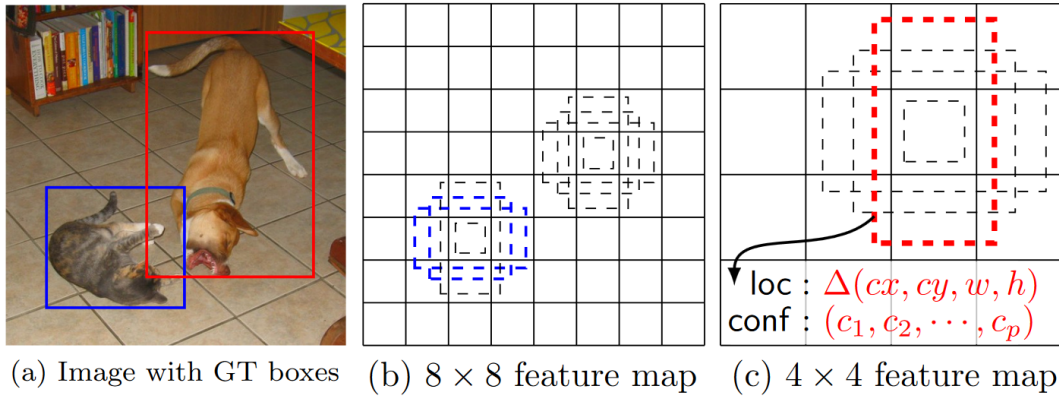 loc : Δ(cx, cy, w, h)
conf : (c₁, c₂, ⋯, cₚ)
(a) Image with GT boxes
(b) 8 × 8 feature map
(c) 4 × 4 feature map